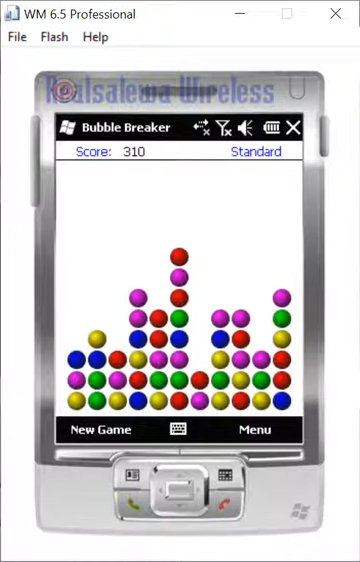 WM 6.5 Professional
File Flash Help
Realsalewa Wireless
Bubble Breaker
Score: 310 Standard
New Game Menu